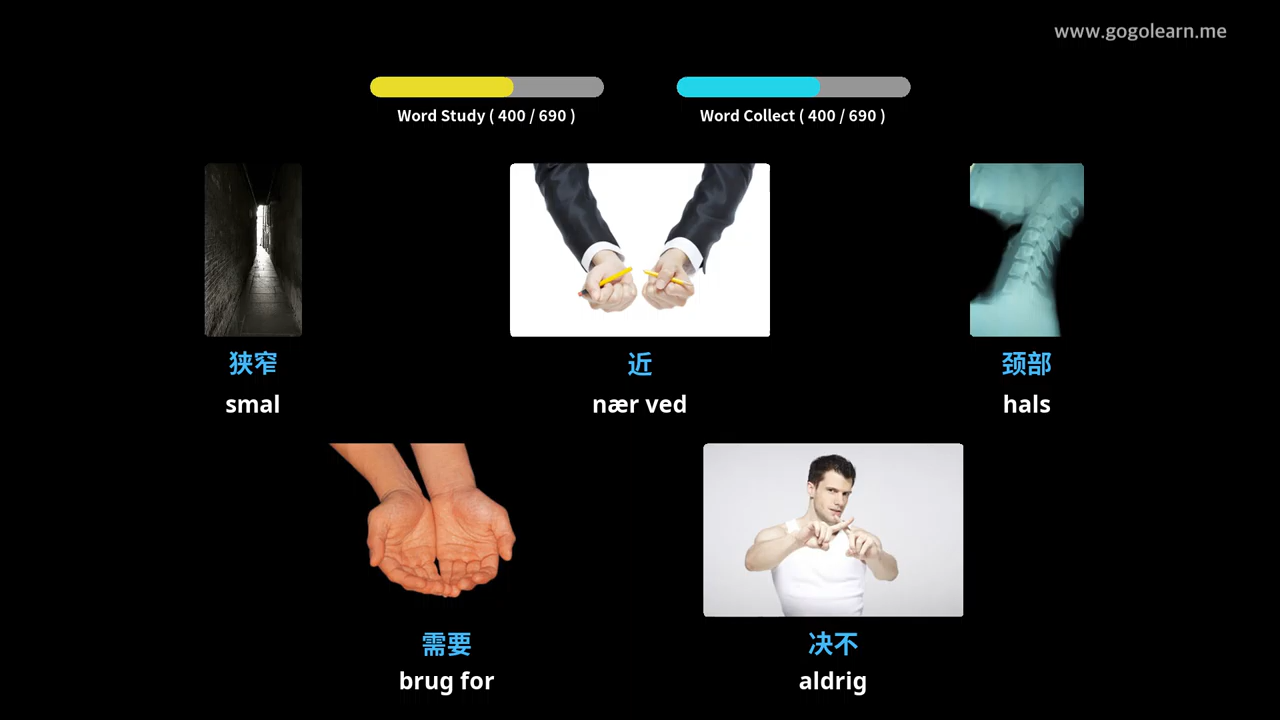 www.gogolearn.me
Word Study ( 400 / 690 )
Word Collect ( 400 / 690 )
狭窄
近
颈部
smal
nær ved
hals
需要
决不
brug for
aldrig